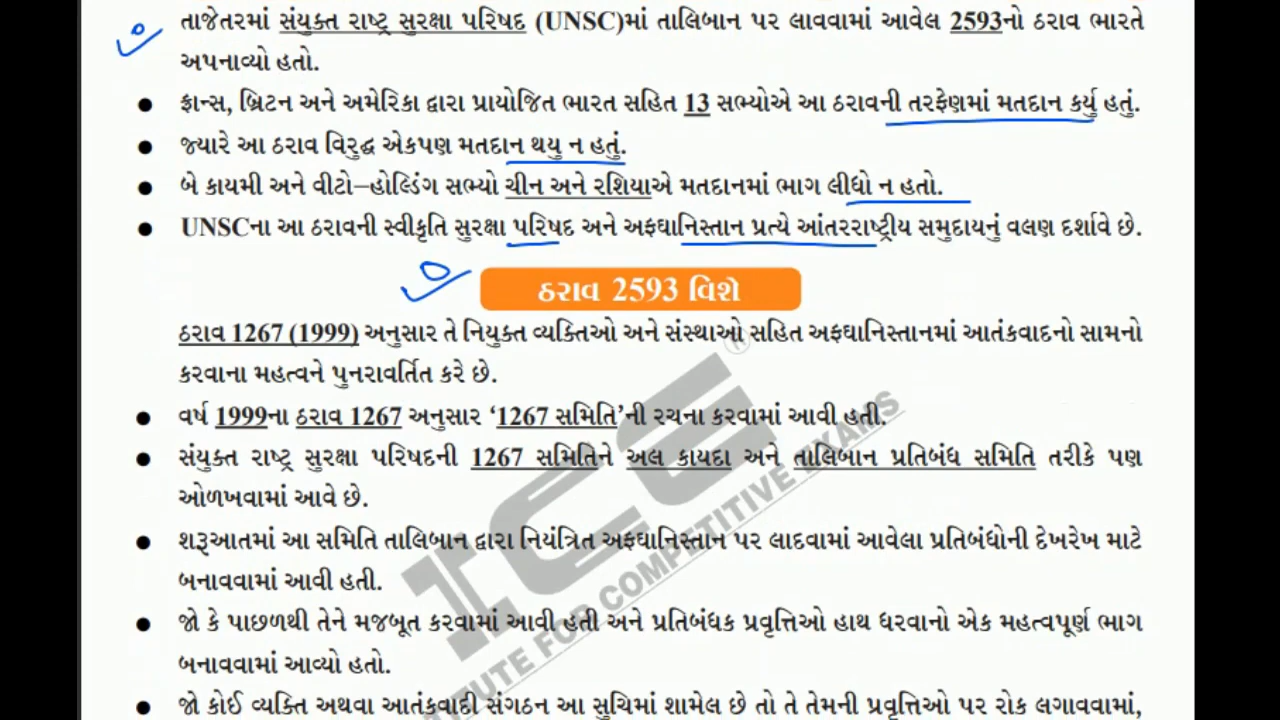 તાજેતરમાં સંયુક્ત રાષ્ટ્ર સુરક્ષા પરિષદ (UNSC)માં તાલિબાન પર લાવવામાં આવેલ 2593નો ઠરાવ ભારતે
અપનાવ્યો હતો.
● ફ્રાન્સ, બ્રિટન અને અમેરિકા દ્વારા પ્રાયોજિત ભારત સહિત 13 સભ્યોએ આ ઠરાવની તરફેણમાં મતદાન કર્યુ હતું.
● જ્યારે આ ઠરાવ વિરુદ્ધ એકપણ મતદાન થયુ ન હતું.
● બે કાયમી અને વીટો–હોલ્ડિંગ સભ્યો ચીન અને રશિયાએ મતદાનમાં ભાગ લીધો ન હતો.
● UNSCના આ ઠરાવની સ્વીકૃતિ સુરક્ષા પરિષદ અને અફઘાનિસ્તાન પ્રત્યે આંતરરાષ્ટ્રીય સમુદાયનું વલણ દર્શાવે છે.
ઠરાવ 2593 વિશે
ઠરાવ 1267 (1999) અનુસાર તે નિયુક્ત વ્યક્તિઓ અને સંસ્થાઓ સહિત અફઘાનિસ્તાનમાં આતંકવાદનો સામનો
કરવાના મહત્વને પુનરાવર્તિત કરે છે.
● વર્ષ 1999ના ઠરાવ 1267 અનુસાર ‘1267 સમિતિ’ની રચના કરવામાં આવી હતી.
● સંયુક્ત રાષ્ટ્ર સુરક્ષા પરિષદની 1267 સમિતિને અલ કાયદા અને તાલિબાન પ્રતિબંધ સમિતિ તરીકે પણ
ઓળખવામાં આવે છે.
● શરૂઆતમાં આ સમિતિ તાલિબાન દ્વારા નિયંત્રિત અફઘાનિસ્તાન પર લાદવામાં આવેલા પ્રતિબંધોની દેખરેખ માટે
બનાવવામાં આવી હતી.
● જો કે પાછળથી તેને મજબૂત કરવામાં આવી હતી અને પ્રતિબંધક પ્રવૃત્તિઓ હાથ ધરવાનો એક મહત્વપૂર્ણ ભાગ
બનાવવામાં આવ્યો હતો.
● જો કોઈ વ્યક્તિ અથવા આતંકવાદી સંગઠન આ સુચિમાં શામેલ છે તો તે તેમની પ્રવૃત્તિઓ પર રોક લગાવવામાં,
ICE ®
TITUTE FOR COMPETITIVE EXAMS